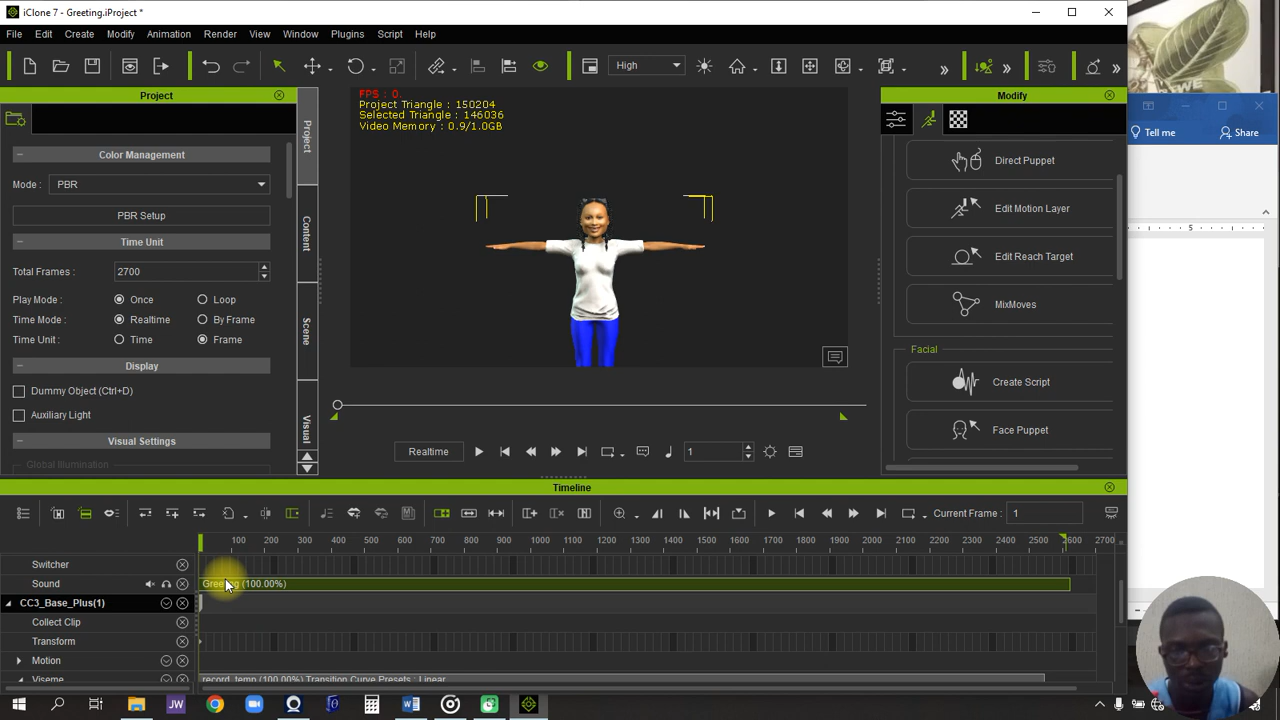 iClone 7 - Greeting.iProject *
File Edit Create Modify Animation Render View Window Plugins Script Help
High
Project
Modify
Color Management
Mode : PBR
PBR Setup
Time Unit
Total Frames : 2700
Play Mode : Once Loop
Time Mode : Realtime By Frame
Time Unit : Time Frame
Display
Dummy Object (Ctrl+D)
Auxiliary Light
Visual Settings
Global Illumination
Project
Content
Scene
Visual
FPS : 0.
Project Triangle : 150204
Selected Triangle : 146036
Video Memory : 0.9/1.0GB
Direct Puppet
Edit Motion Layer
Edit Reach Target
MixMoves
Facial
Create Script
Face Puppet
Tell me
Share
5
Realtime
1
Timeline
Current Frame : 1
100 200 300 400 500 600 700 800 900 1000 1100 1200 1300 1400 1500 1600 1700 1800 1900 2000 2100 2200 2300 2400 2500 2600 2700
Switcher
Sound
Greeting (100.00%)
CC3_Base_Plus(1)
Collect Clip
Transform
Motion
Viseme
record_temp (100.00%) Transition Curve Presets : Linear
JW